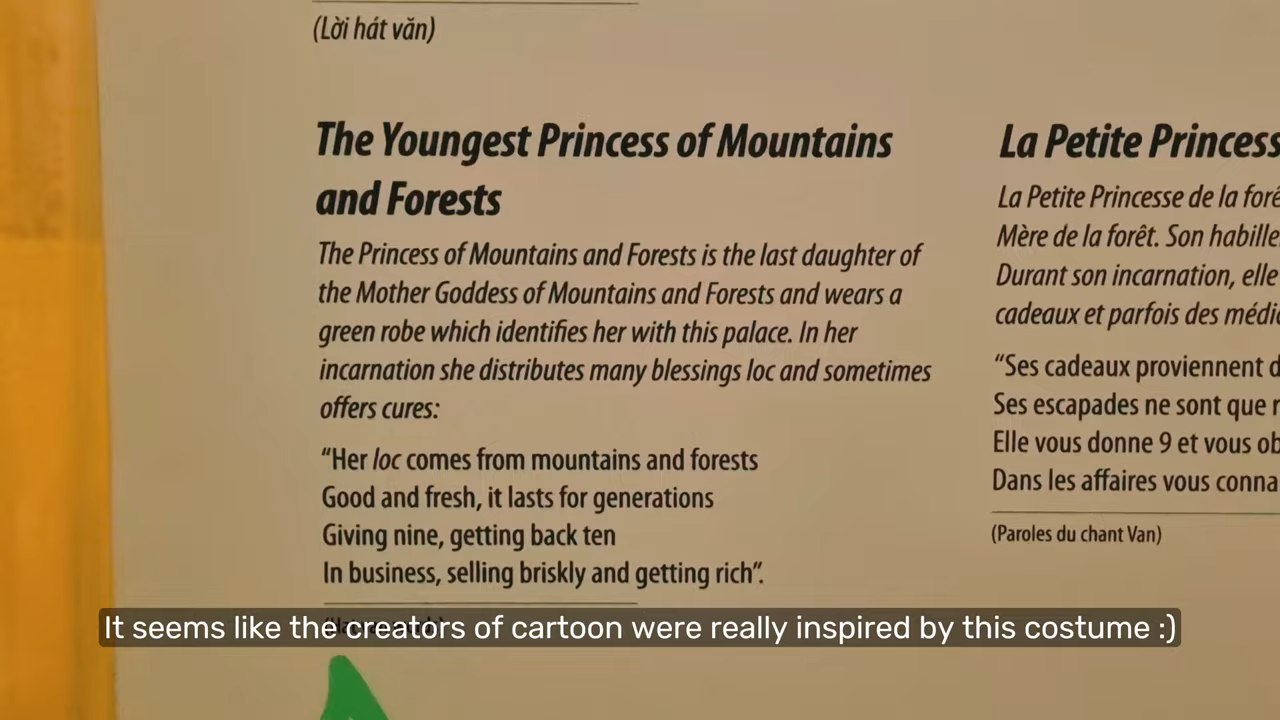 (Lời hát văn)
The Youngest Princess of Mountains
and Forests
The Princess of Mountains and Forests is the last daughter of
the Mother Goddess of Mountains and Forests and wears a
green robe which identifies her with this palace. In her
incarnation she distributes many blessings loc and sometimes
offers cures:
“Her loc comes from mountains and forests
Good and fresh, it lasts for generations
Giving nine, getting back ten
In business, selling briskly and getting rich”.
La Petite Princess
La Petite Princesse de la forê
Mère de la forêt. Son habille
Durant son incarnation, elle
cadeaux et parfois des médic
“Ses cadeaux proviennent d
Ses escapades ne sont que r
Elle vous donne 9 et vous ob
Dans les affaires vous conna
(Paroles du chant Van)
It seems like the creators of cartoon were really inspired by this costume :)